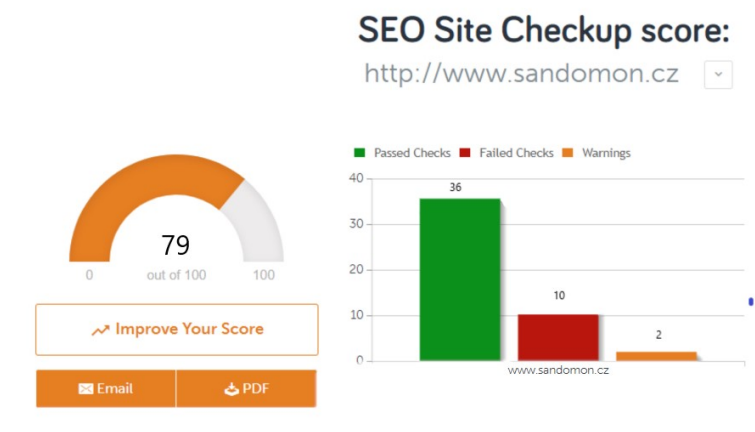 SEO Site Checkup score:
http://www.sandomon.cz
79
0 out of 100 100
Improve Your Score
Email PDF
Passed Checks Failed Checks Warnings
40
30
20
10
0
36
10
2
www.sandomon.cz